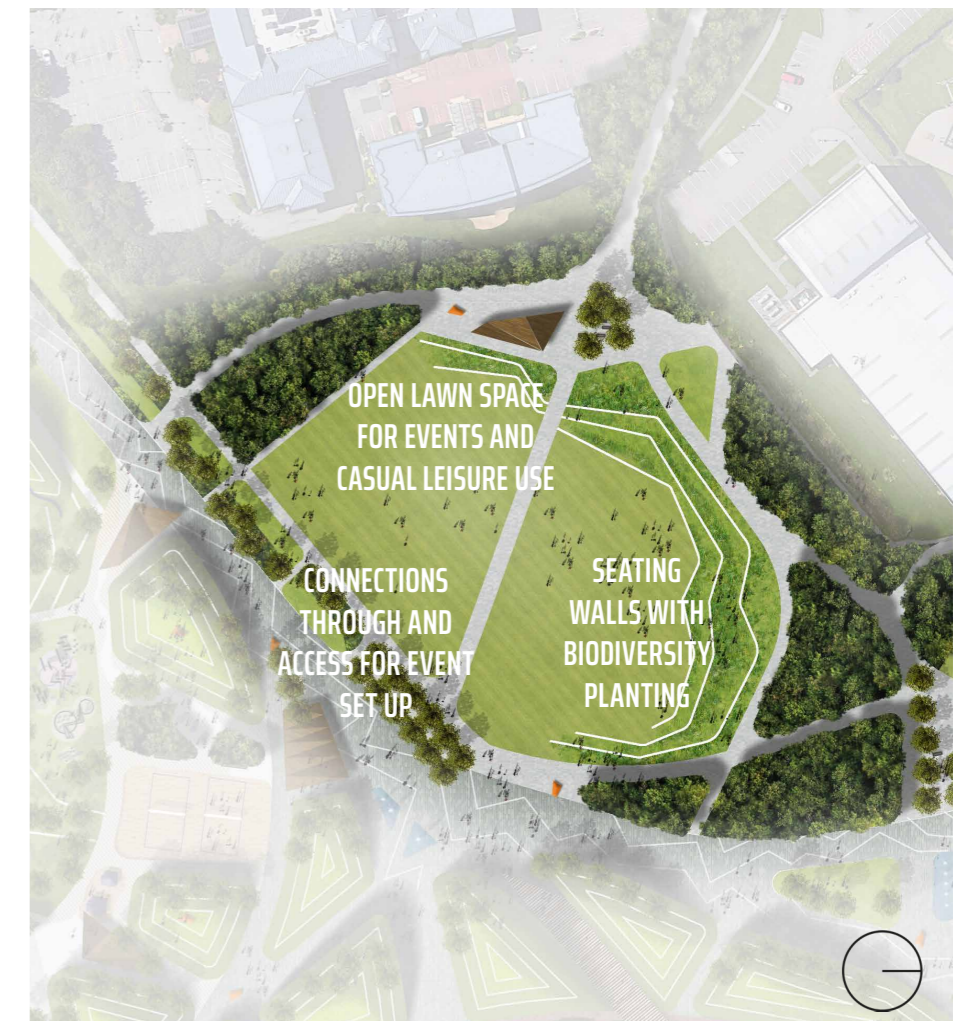 OPEN LAWN SPACE
FOR EVENTS AND
CASUAL LEISURE USE
CONNECTIONS
THROUGH AND
ACCESS FOR EVENT
SET UP
SEATING
WALLS WITH
BIODIVERSITY
PLANTING